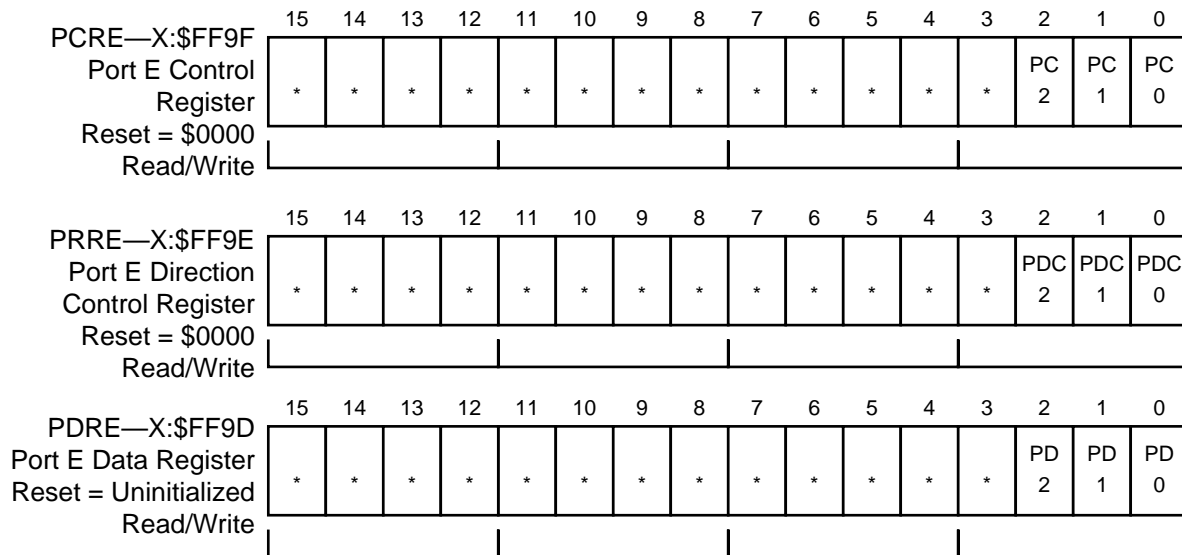 15 14 13 12 11 10 9 8 7 6 5 4 3 2 1 0
PCRE—X:$FF9F
Port E Control
Register
Reset = $0000
Read/Write
* * * * * * * * * * * * * PC PC PC
2 1 0
15 14 13 12 11 10 9 8 7 6 5 4 3 2 1 0
PRRE—X:$FF9E
Port E Direction
Control Register
Reset = $0000
Read/Write
* * * * * * * * * * * * * PDC PDC PDC
2 1 0
15 14 13 12 11 10 9 8 7 6 5 4 3 2 1 0
PDRE—X:$FF9D
Port E Data Register
Reset = Uninitialized
Read/Write
* * * * * * * * * * * * * PD PD PD
2 1 0